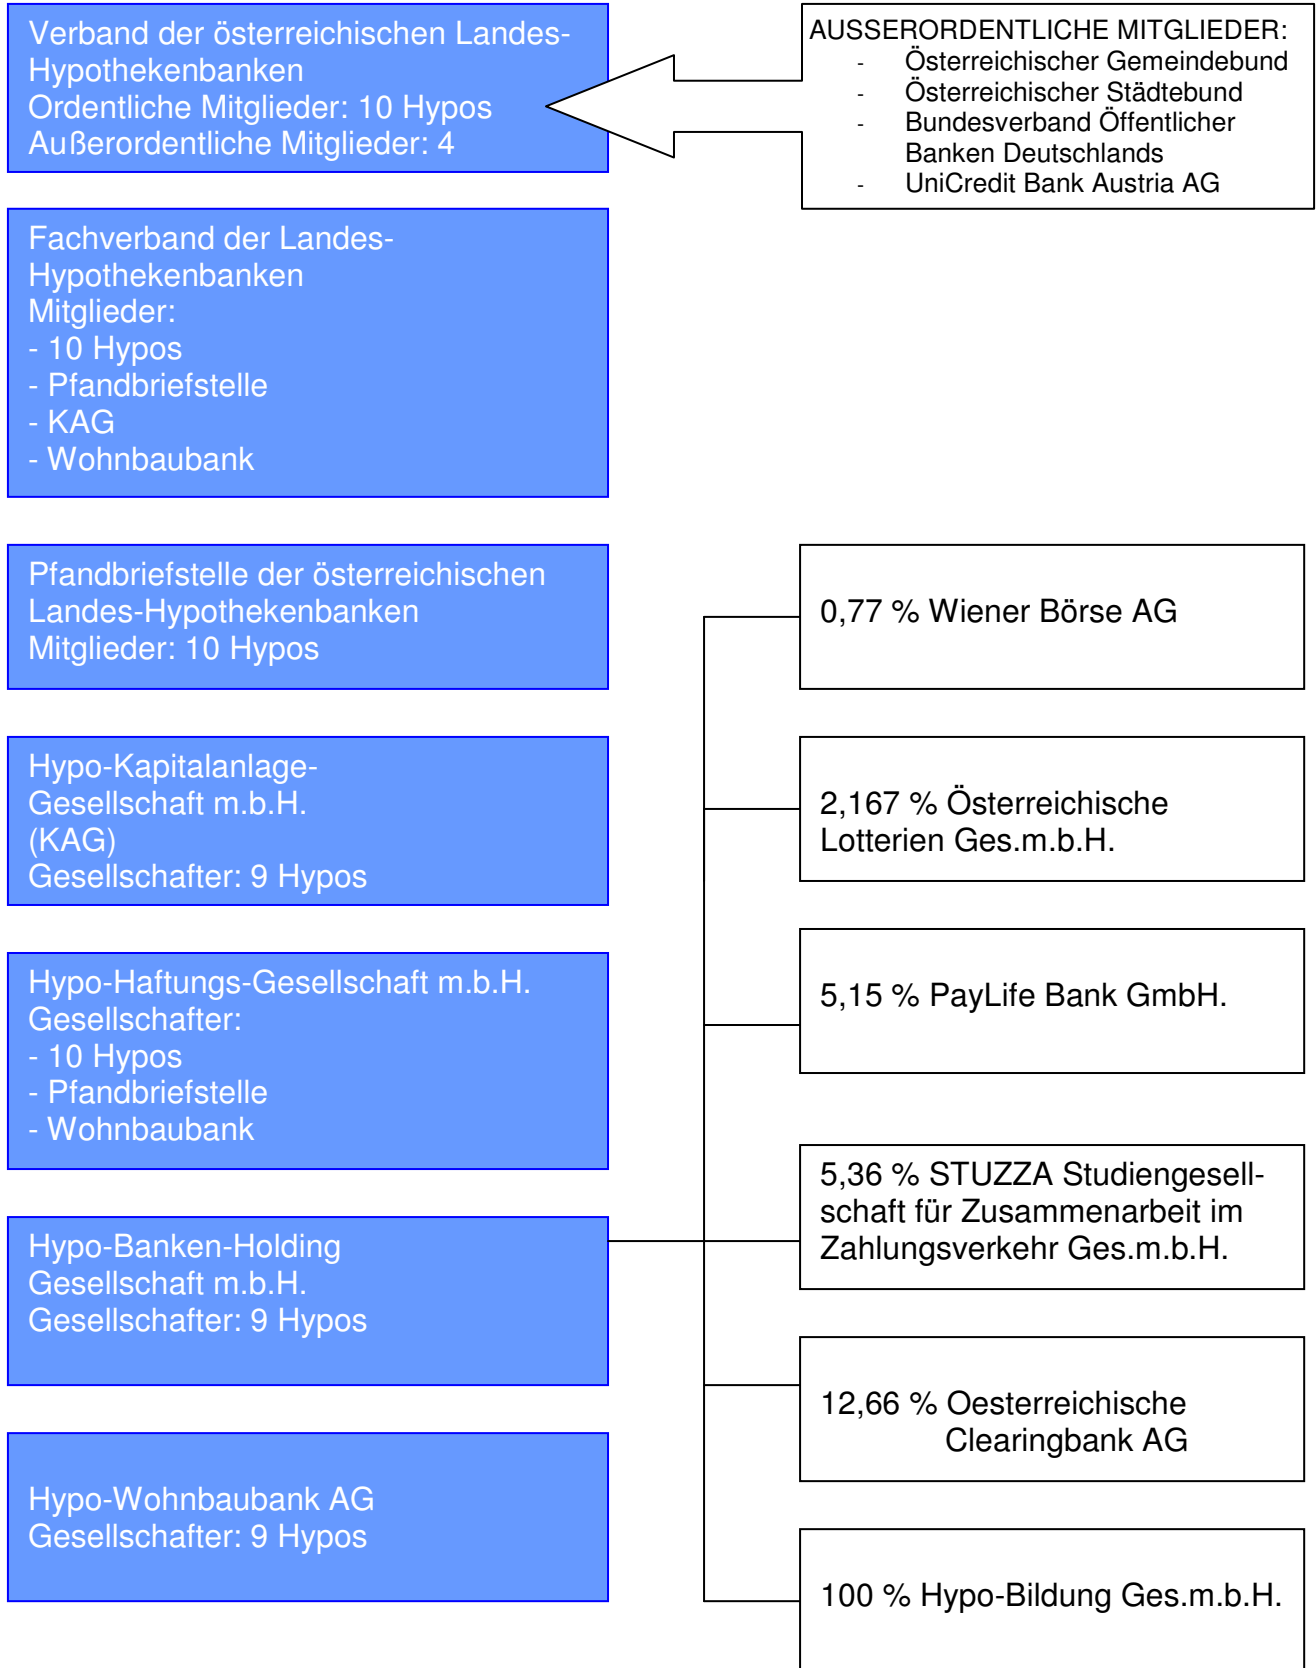 Verband der österreichischen Landes-
Hypothekenbanken
Ordentliche Mitglieder: 10 Hypos
Außerordentliche Mitglieder: 4
AUSSERORDENTLICHE MITGLIEDER:
- Österreichischer Gemeindebund
- Österreichischer Städtebund
- Bundesverband Öffentlicher
Banken Deutschlands
- UniCredit Bank Austria AG
Fachverband der Landes-
Hypothekenbanken
Mitglieder:
- 10 Hypos
- Pfandbriefstelle
- KAG
- Wohnbaubank
Pfandbriefstelle der österreichischen
Landes-Hypothekenbanken
Mitglieder: 10 Hypos
Hypo-Kapitalanlage-
Gesellschaft m.b.H.
(KAG)
Gesellschafter: 9 Hypos
Hypo-Haftungs-Gesellschaft m.b.H.
Gesellschafter:
- 10 Hypos
- Pfandbriefstelle
- Wohnbaubank
Hypo-Banken-Holding
Gesellschaft m.b.H.
Gesellschafter: 9 Hypos
Hypo-Wohnbaubank AG
Gesellschafter: 9 Hypos
0,77 % Wiener Börse AG
2,167 % Österreichische
Lotterien Ges.m.b.H.
5,15 % PayLife Bank GmbH.
5,36 % STUZZA Studiengesell-
schaft für Zusammenarbeit im
Zahlungsverkehr Ges.m.b.H.
12,66 % Oesterreichische
Clearingbank AG
100 % Hypo-Bildung Ges.m.b.H.